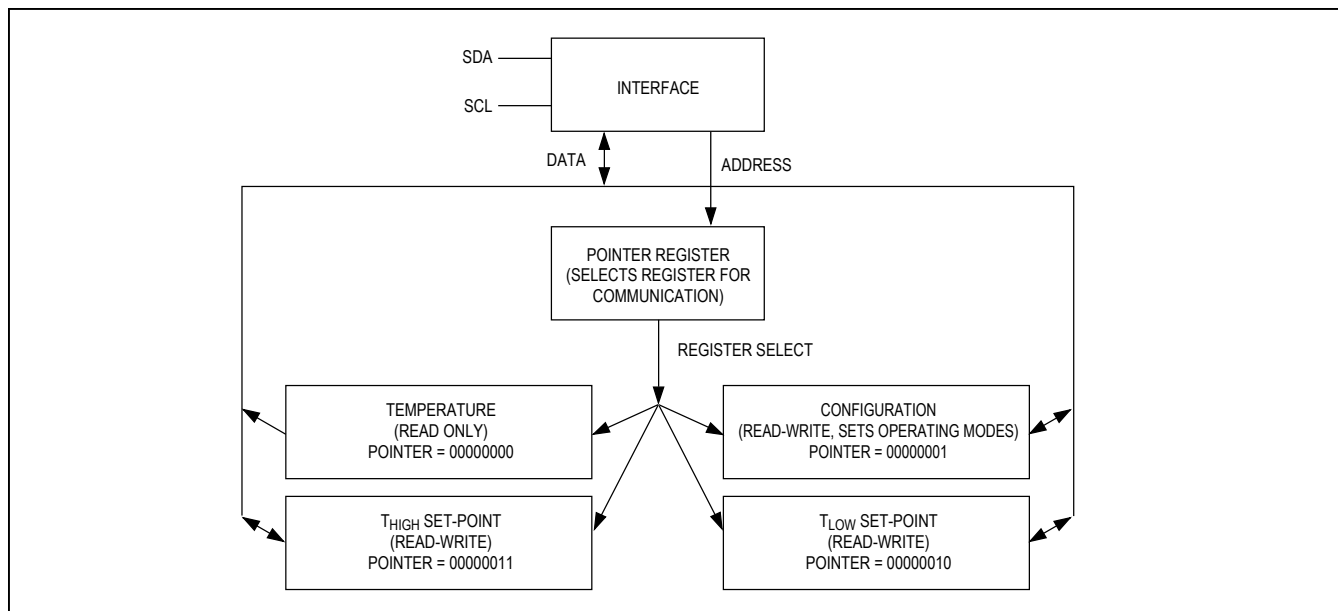 SDA
SCL
INTERFACE
DATA
ADDRESS
POINTER REGISTER
(SELECTS REGISTER FOR
COMMUNICATION)
REGISTER SELECT
TEMPERATURE
(READ ONLY)
POINTER = 00000000
CONFIGURATION
(READ-WRITE, SETS OPERATING MODES)
POINTER = 00000001
THIGH SET-POINT
(READ-WRITE)
POINTER = 00000011
TLOW SET-POINT
(READ-WRITE)
POINTER = 00000010